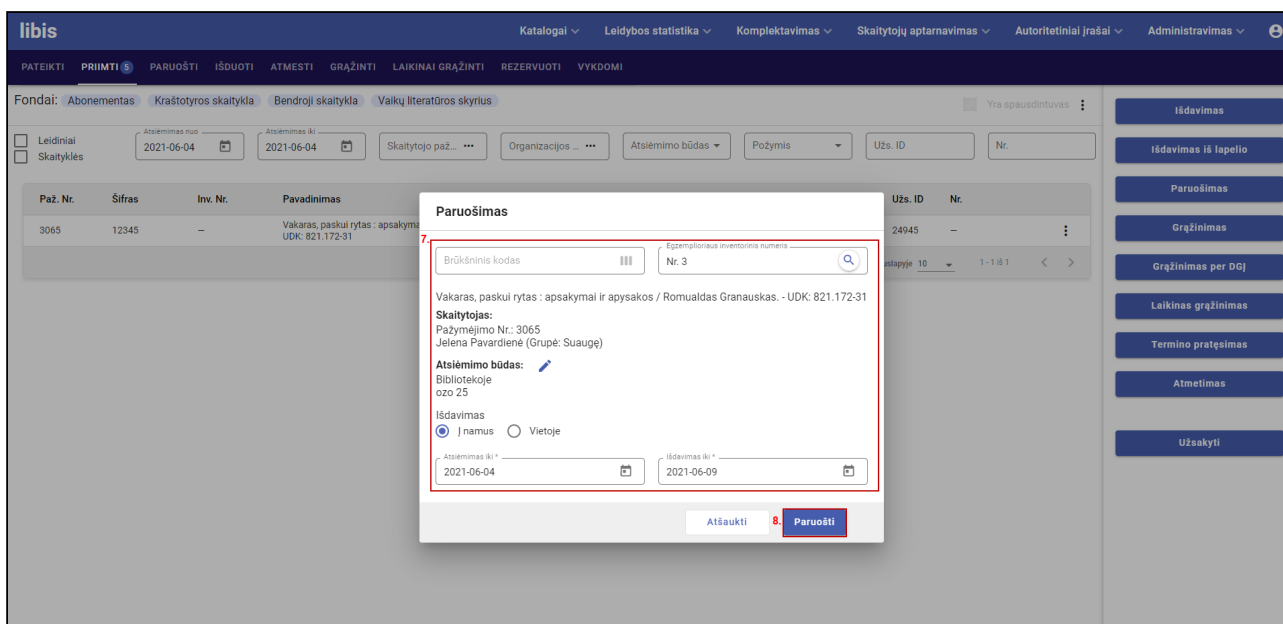 libis
Katalogai Leidybos statistika Komplektavimas Skaitytojų aptarnavimas Autoritetiniai įrašai Administravimas
PATEIKTI PRIIMTI 5 PARUOŠTI IŠDUOTI ATMESTI GRĄŽINTI LAIKINAI GRĄŽINTI REZERVUOTI VYKDOMI
Fondai: Abonementas Kraštotyros skaitykla Bendroji skaitykla Vaikų literatūros skyrius Yra spausdintuvas
Leidiniai
Skaityklės
Atsiėmimo nuo
2021-06-04
Atsiėmimas iki
2021-06-04
Skaitytojo paž... ••• Organizacijos ... ••• Atsiėmimo būdas Požymis Užs. ID Nr.
Paž. Nr. Šifras Inv. Nr. Pavadinimas Užs. ID Nr.
3065 12345 – Vakaras, paskui rytas : apsakyma 24945 –
UDK: 821.172-31
uslapyje 10 1 - 1 iš 1
Paruošimas
7.
Brūkšninis kodas
Egzemplioriaus inventorinis numeris
Nr. 3
Vakaras, paskui rytas : apsakymai ir apysakos / Romualdas Granauskas. - UDK: 821.172-31
Skaitytojas:
Pažymėjimo Nr.: 3065
Jelena Pavardienė (Grupė: Suaugę)
Atsiėmimo būdas:
Bibliotekoje
ozo 25
Išdavimas
Į namus Vietoje
Atsiėmimas iki *
2021-06-04
Išdavimas iki *
2021-06-09
Atšaukti 8. Paruošti
Išdavimas
Išdavimas iš lapelio
Paruošimas
Grąžinimas
Grąžinimas per DGĮ
Laikinas grąžinimas
Termino pratęsimas
Atmetimas
Užsakyti